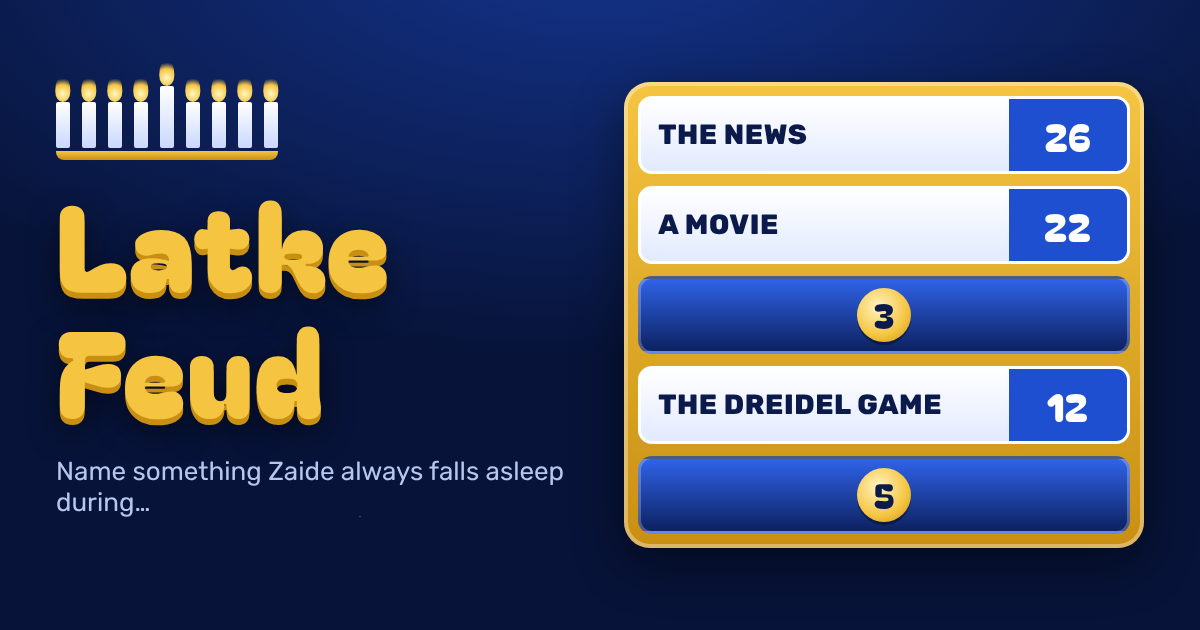 Latke
Feud
Name something Zaide always falls asleep
during…
THE NEWS 26
A MOVIE 22
3
THE DREIDEL GAME 12
5